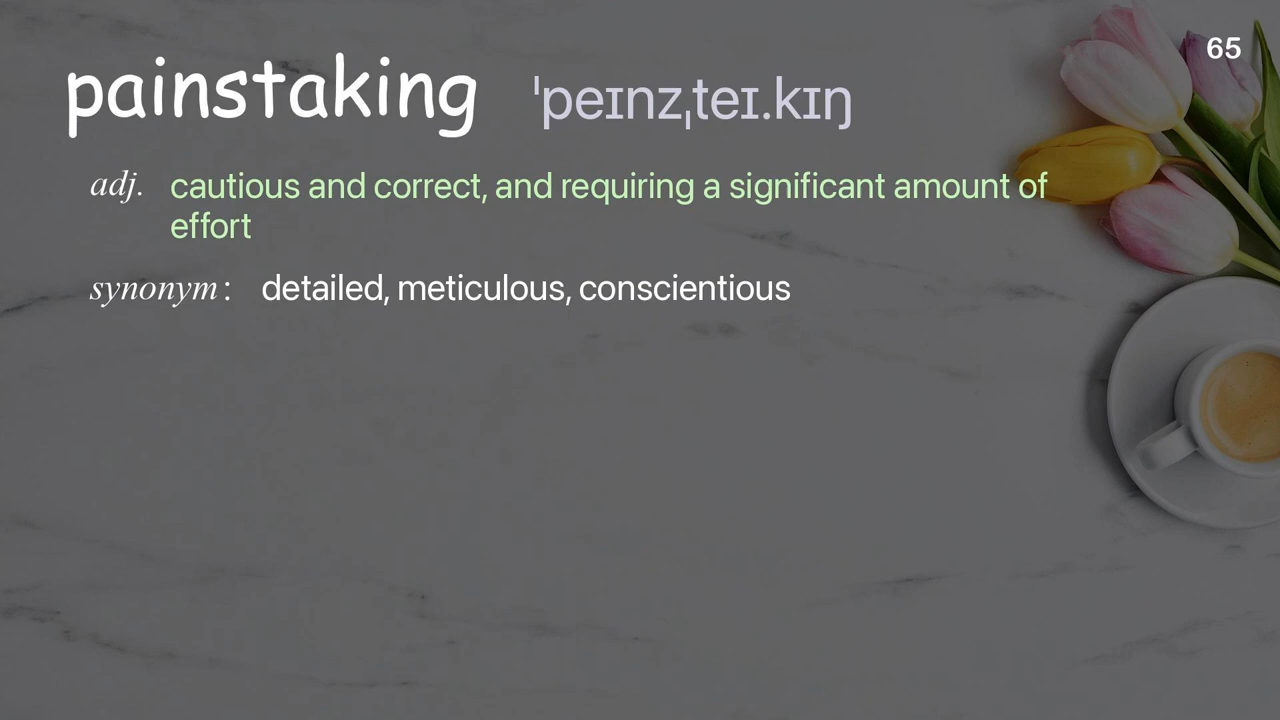 65
painstaking ˈpeɪnzˌteɪ.kɪŋ
adj. cautious and correct, and requiring a significant amount of
effort
synonym: detailed, meticulous, conscientious